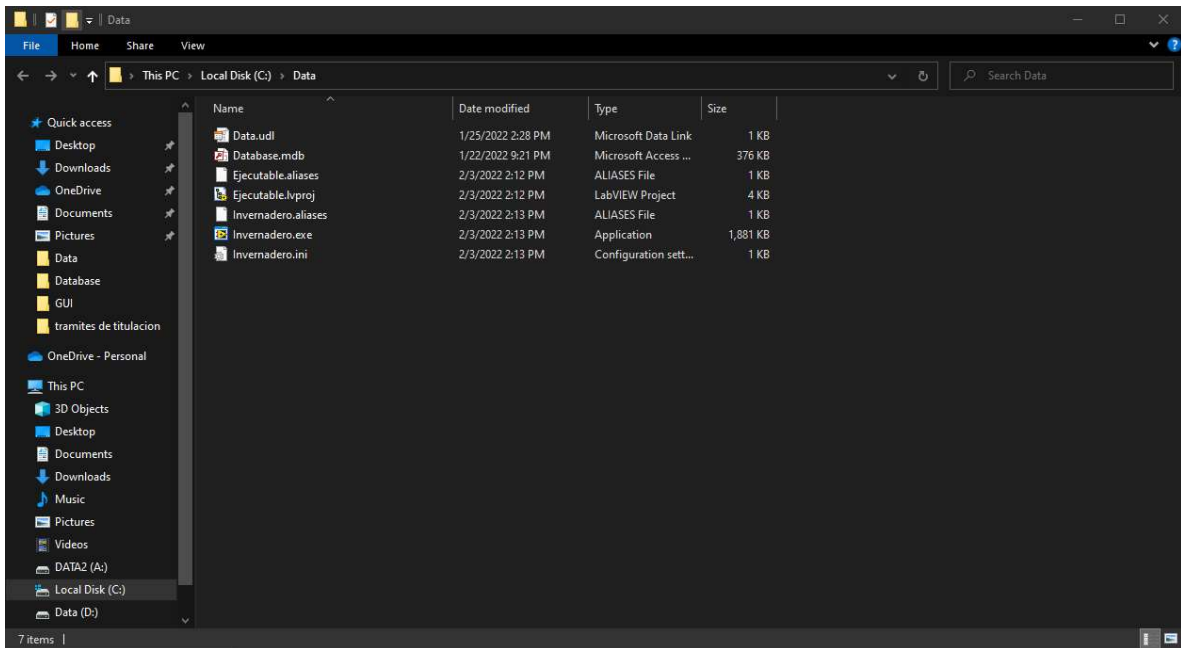 Data
File Home Share View
This PC Local Disk (C:) Data
Search Data
Name Date modified Type Size
Data.udl 1/25/2022 2:28 PM Microsoft Data Link 1 KB
Database.mdb 1/22/2022 9:21 PM Microsoft Access ... 376 KB
Ejecutable.aliases 2/3/2022 2:12 PM ALIASES File 1 KB
Ejecutable.lvproj 2/3/2022 2:12 PM LabVIEW Project 4 KB
Invernadero.aliases 2/3/2022 2:13 PM ALIASES File 1 KB
Invernadero.exe 2/3/2022 2:13 PM Application 1,881 KB
Invernadero.ini 2/3/2022 2:13 PM Configuration sett... 1 KB
Quick access
Desktop
Downloads
OneDrive
Documents
Pictures
Data
Database
GUI
tramites de titulacion
OneDrive - Personal
This PC
3D Objects
Desktop
Documents
Downloads
Music
Pictures
Videos
DATA2 (A:)
Local Disk (C:)
Data (D:)
7 items